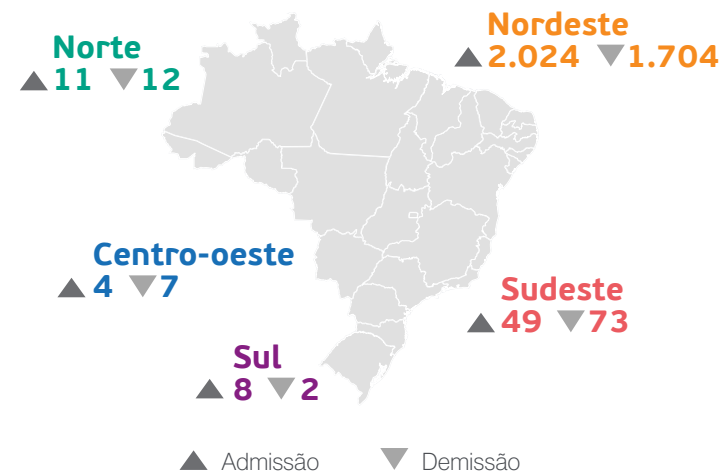 Norte
▲ 11 ▼ 12
Nordeste
▲ 2.024 ▼ 1.704
Centro-oeste
▲ 4 ▼ 7
Sudeste
▲ 49 ▼ 73
Sul
▲ 8 ▼ 2
▲ Admissão ▼ Demissão